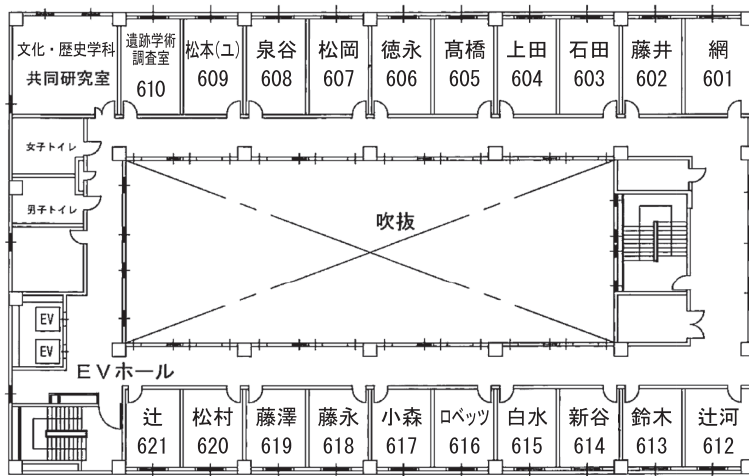 文化・歴史学科
共同研究室
遺跡学術
調査室
610
松本(ユ)
609
泉谷
608
松岡
607
徳永
606
髙橋
605
上田
604
石田
603
藤井
602
網
601
女子トイレ
男子トイレ
吹抜
EV
EV
EVホール
辻
621
松村
620
藤澤
619
藤永
618
小森
617
ロベッツ
616
白水
615
新谷
614
鈴木
613
辻河
612